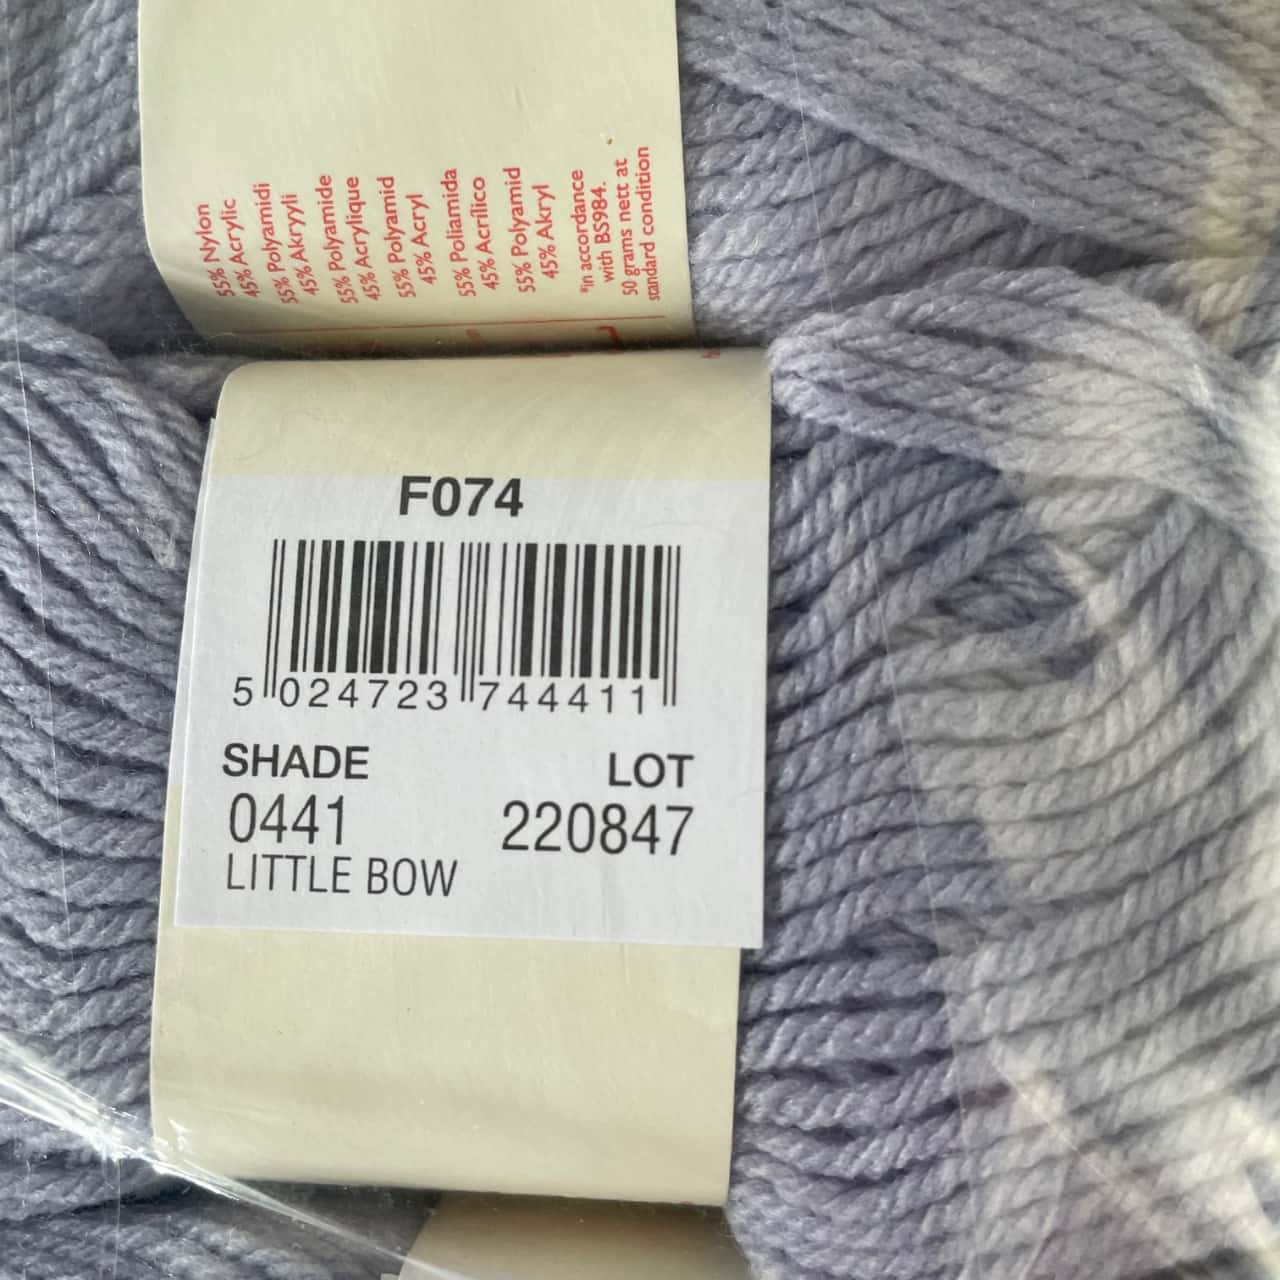 55% Nylon
45% Acrylic
55% Polyamidi
45% Akryyli
55% Polyamide
45% Acrylique
55% Polyamid
45% Acryl
55% Poliamida
45% Acrílico
55% Polyamid
45% Akryl
*In accordance
with BS984.
50 grams nett at
standard condition
F074
5 024723 744411
SHADE
LOT
0441
220847
LITTLE BOW